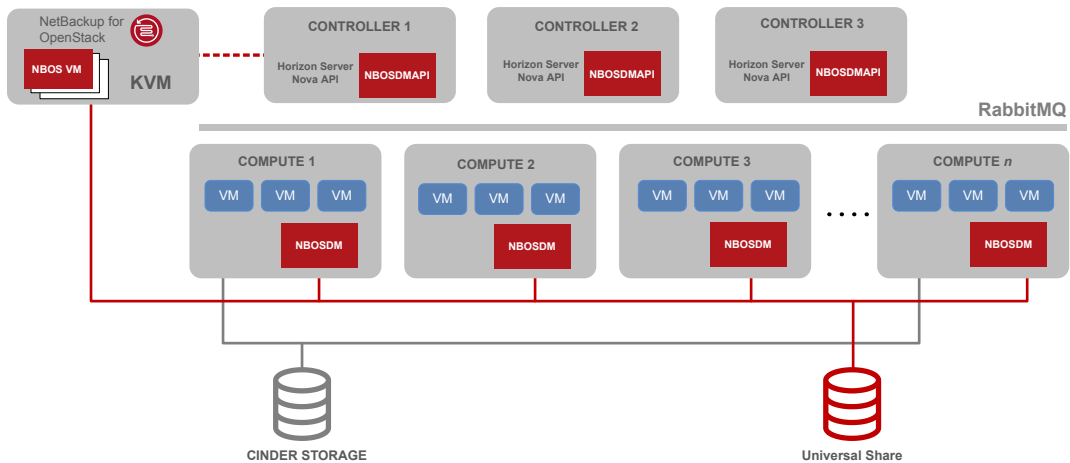 NetBackup for
OpenStack
NBOS VM
KVM
CONTROLLER 1
Horizon Server
Nova API
NBOSDMAPI
CONTROLLER 2
Horizon Server
Nova API
NBOSDMAPI
CONTROLLER 3
Horizon Server
Nova API
NBOSDMAPI
RabbitMQ
COMPUTE 1
VM VM VM
NBOSDM
COMPUTE 2
VM VM VM
NBOSDM
COMPUTE 3
VM VM VM
NBOSDM
....
COMPUTE n
VM VM VM
NBOSDM
CINDER STORAGE
Universal Share